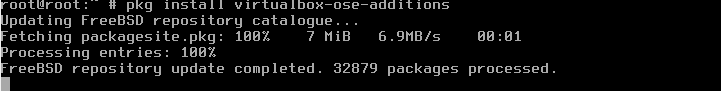 root@root:~ # pkg install virtualbox-ose-additions
Updating FreeBSD repository catalogue...
Fetching packagesite.pkg: 100%    7 MiB   6.9MB/s    00:01
Processing entries: 100%
FreeBSD repository update completed. 32879 packages processed.